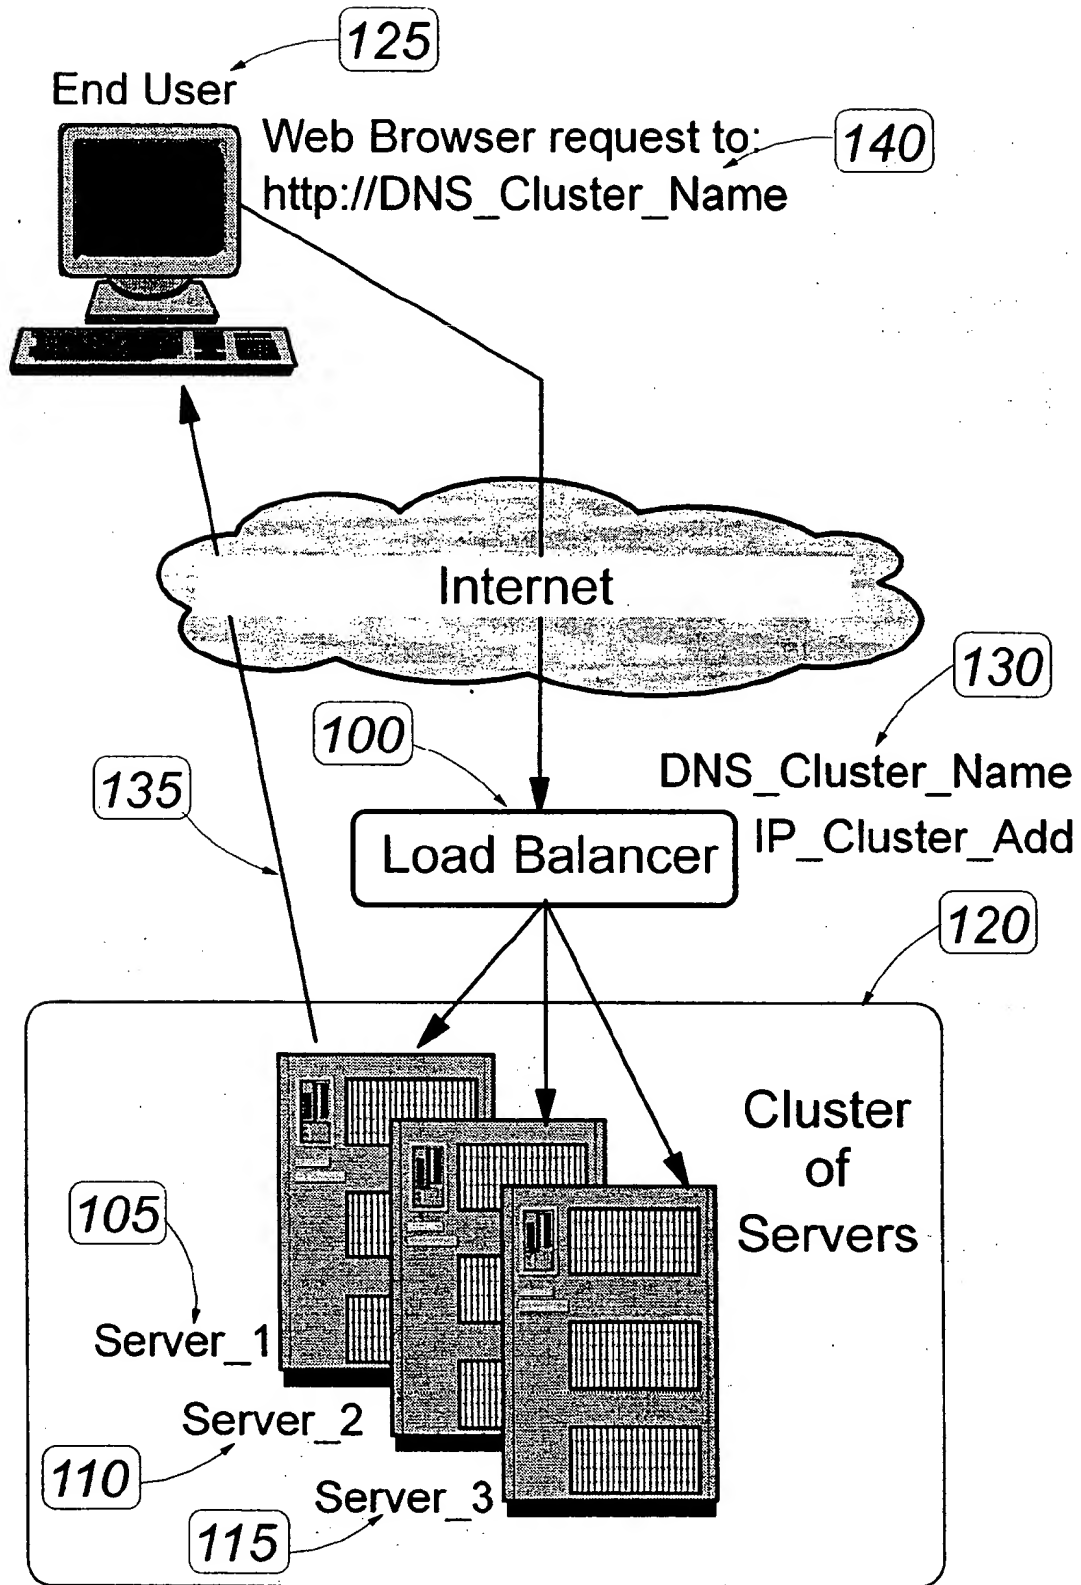 125
End User
Web Browser request to:
140
http://DNS_Cluster_Name
Internet
130
100
DNS_Cluster_Name
135
Load Balancer
IP_Cluster_Add
120
Cluster
of
Servers
105
Server_1
Server_2
110
Server_3
115